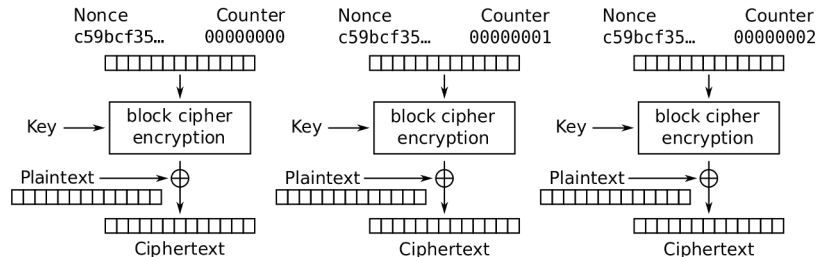 Nonce Counter Nonce Counter Nonce Counter
c59bcf35… 00000000 c59bcf35… 00000001 c59bcf35… 00000002
block cipher encryption block cipher encryption block cipher encryption
Key Key Key
Plaintext Plaintext Plaintext
Ciphertext Ciphertext Ciphertext